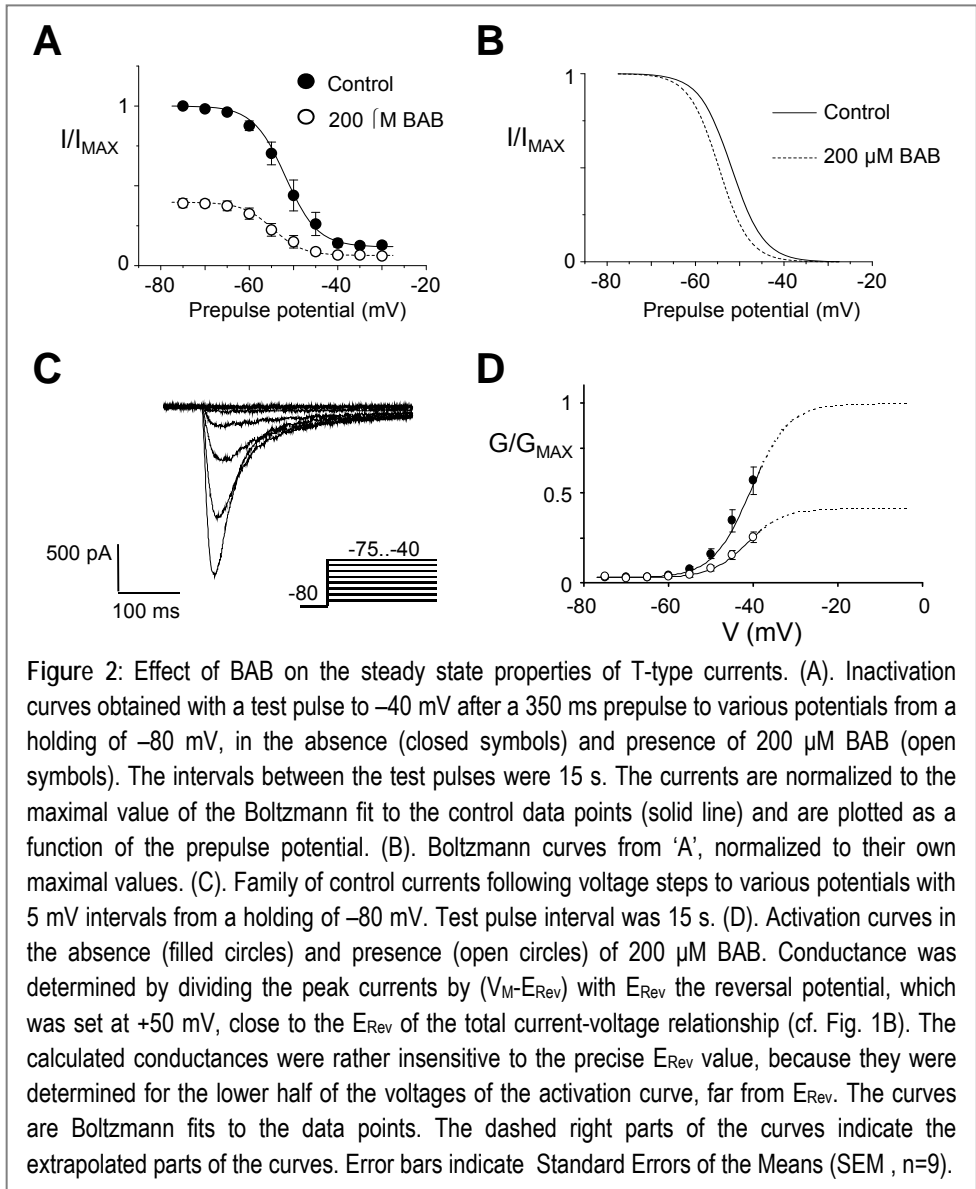 A
Control
200 ⌠M BAB
1
I/IMAX
0
-80 -60 -40 -20
Prepulse potential (mV)
B
1
I/IMAX
Control
200 µM BAB
0
-80 -60 -40 -20
Prepulse potential (mV)
C
500 pA
100 ms
-75..-40
-80
D
1
G/GMAX
0.5
0
-80 -60 -40 -20 0
V (mV)
Figure 2: Effect of BAB on the steady state properties of T-type currents. (A). Inactivation
curves obtained with a test pulse to –40 mV after a 350 ms prepulse to various potentials from a
holding of –80 mV, in the absence (closed symbols) and presence of 200 µM BAB (open
symbols). The intervals between the test pulses were 15 s. The currents are normalized to the
maximal value of the Boltzmann fit to the control data points (solid line) and are plotted as a
function of the prepulse potential. (B). Boltzmann curves from ‘A’, normalized to their own
maximal values. (C). Family of control currents following voltage steps to various potentials with
5 mV intervals from a holding of –80 mV. Test pulse interval was 15 s. (D). Activation curves in
the absence (filled circles) and presence (open circles) of 200 µM BAB. Conductance was
determined by dividing the peak currents by (VM-ERev) with ERev the reversal potential, which
was set at +50 mV, close to the ERev of the total current-voltage relationship (cf. Fig. 1B). The
calculated conductances were rather insensitive to the precise ERev value, because they were
determined for the lower half of the voltages of the activation curve, far from ERev. The curves
are Boltzmann fits to the data points. The dashed right parts of the curves indicate the
extrapolated parts of the curves. Error bars indicate Standard Errors of the Means (SEM , n=9).